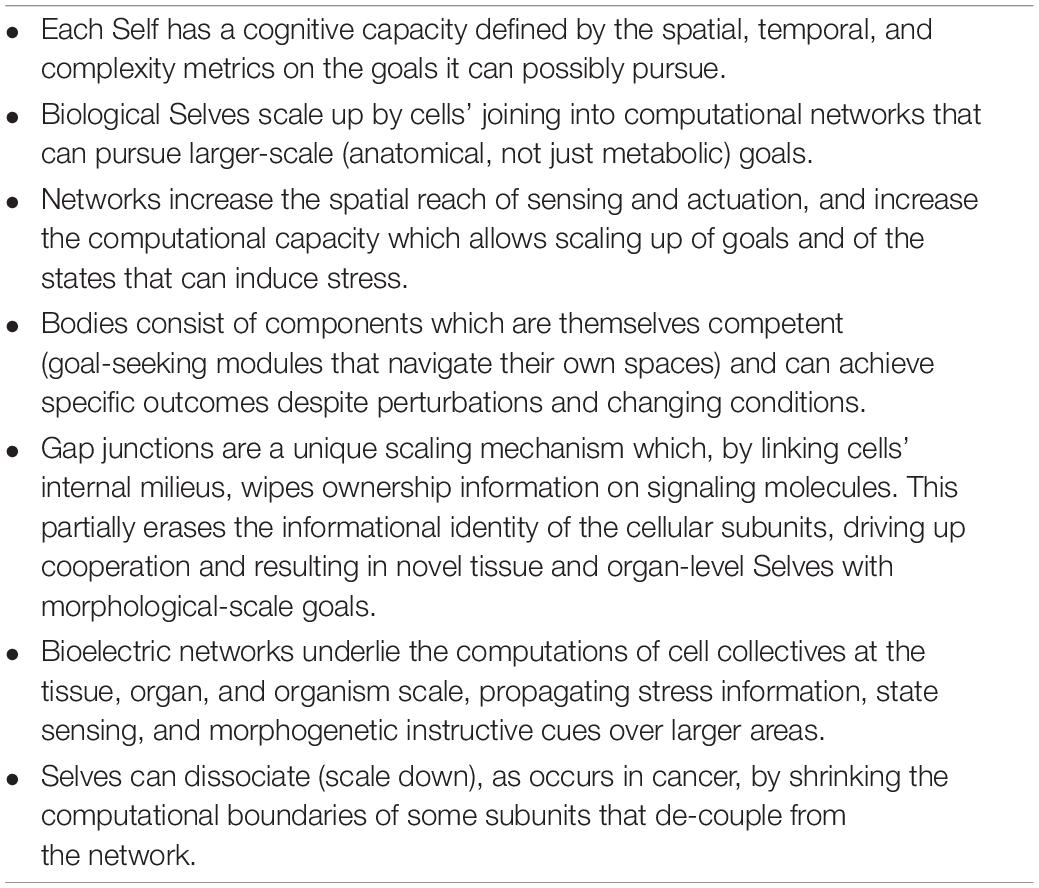 • Each Self has a cognitive capacity defined by the spatial, temporal, and
complexity metrics on the goals it can possibly pursue.
• Biological Selves scale up by cells’ joining into computational networks that
can pursue larger-scale (anatomical, not just metabolic) goals.
• Networks increase the spatial reach of sensing and actuation, and increase
the computational capacity which allows scaling up of goals and of the
states that can induce stress.
• Bodies consist of components which are themselves competent
(goal-seeking modules that navigate their own spaces) and can achieve
specific outcomes despite perturbations and changing conditions.
• Gap junctions are a unique scaling mechanism which, by linking cells’
internal milieus, wipes ownership information on signaling molecules. This
partially erases the informational identity of the cellular subunits, driving up
cooperation and resulting in novel tissue and organ-level Selves with
morphological-scale goals.
• Bioelectric networks underlie the computations of cell collectives at the
tissue, organ, and organism scale, propagating stress information, state
sensing, and morphogenetic instructive cues over larger areas.
• Selves can dissociate (scale down), as occurs in cancer, by shrinking the
computational boundaries of some subunits that de-couple from
the network.